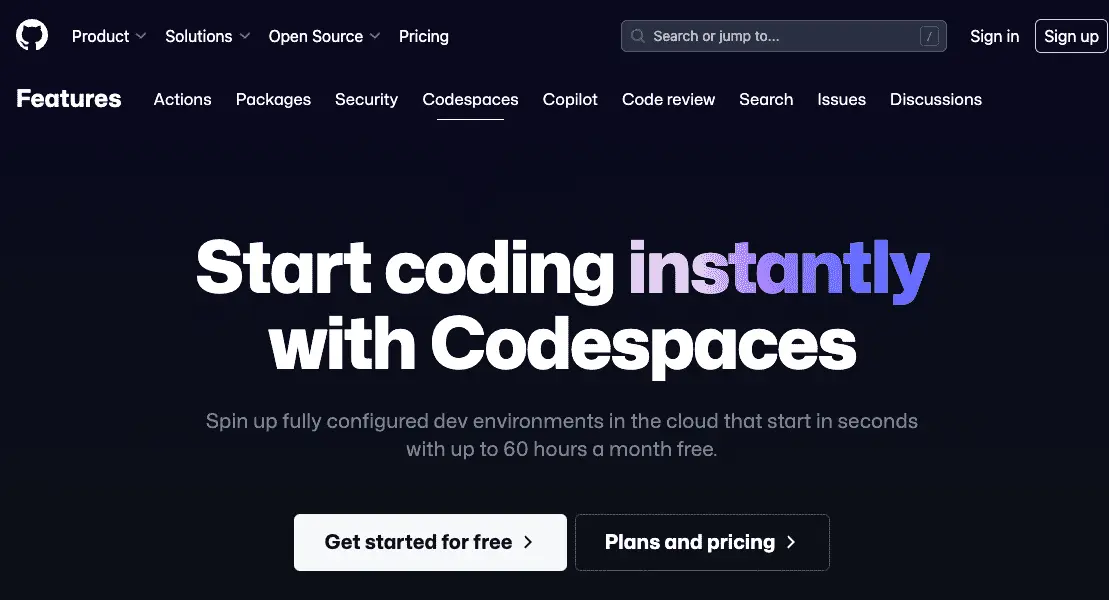 Product Solutions Open Source Pricing Search or jump to... / Sign in Sign up
Features Actions Packages Security Codespaces Copilot Code review Search Issues Discussions
Start coding instantly
with Codespaces
Spin up fully configured dev environments in the cloud that start in seconds
with up to 60 hours a month free.
Get started for free Plans and pricing